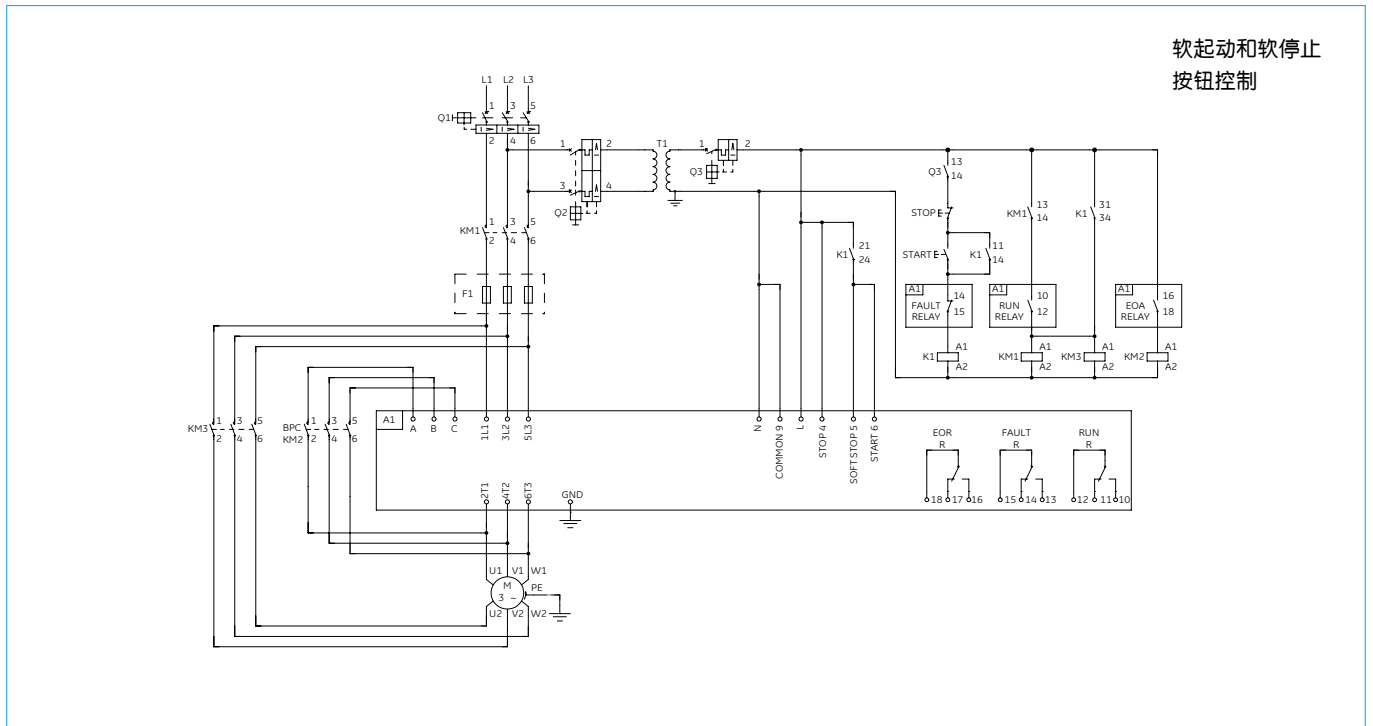 软起动和软停止
按钮控制
L1 L2 L3
1 3 5
Q1
2 4 6
1 2 T1 1 2
Q3
3 4
Q2
13
Q3
14
STOP E
START E
K1 11
14
13
KM1
14
31
K1
34
21
K1
24
1 3 5
KM1
2 4 6
F1
A1
FAULT
RELAY
14
15
A1
RUN
RELAY
10
12
A1
EOA
RELAY
16
18
K1 A1
A2
KM1 A1
A2
KM3 A1
A2
KM2 A1
A2
KM3
1 3 5
2 4 6
BPC
KM2
1 3 5
2 4 6
A1
A B C 1L1 3L2 5L3
N COMMON 9 L STOP 4 SOFT STOP 5 START 6
EOR
R
18 17 16
FAULT
R
15 14 13
RUN
R
12 11 10
2T1 4T2 6T3 GND
U1 V1 W1
M
3 ~
PE
U2 V2 W2